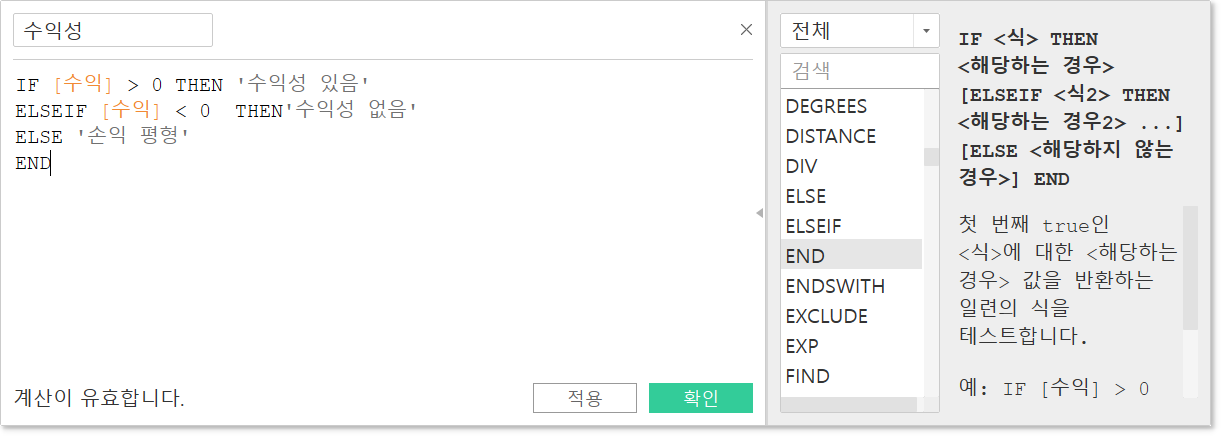 수익성
IF [수익] > 0 THEN '수익성 있음'
ELSEIF [수익] < 0  THEN'수익성 없음'
ELSE '손익 평형'
END
계산이 유효합니다.
적용
확인
전체
검색
DEGREES
DISTANCE
DIV
ELSE
ELSEIF
END
ENDSWITH
EXCLUDE
EXP
FIND
IF <식> THEN
<해당하는 경우>
[ELSEIF <식2> THEN
<해당하는 경우2> ...]
[ELSE <해당하지 않는
경우>] END
첫 번째 true인
<식>에 대한 <해당하는
경우> 값을 반환하는
일련의 식을
테스트합니다.
예: IF [수익] > 0